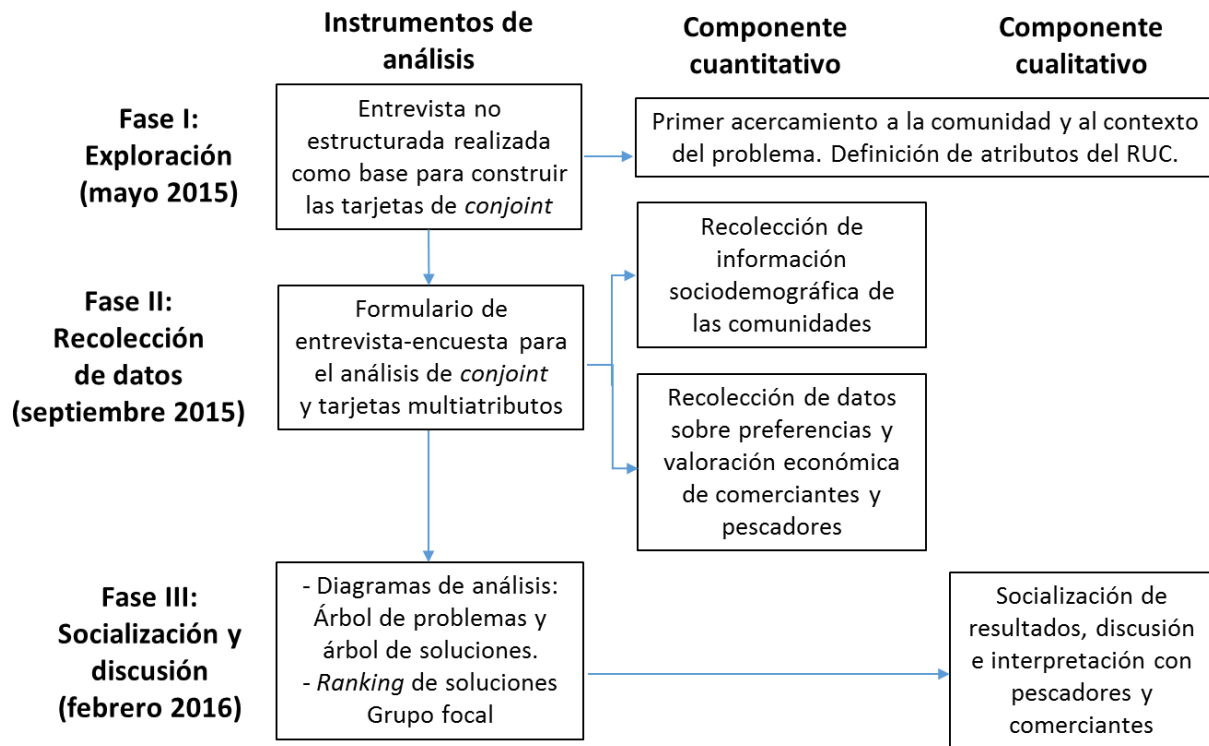 Instrumentos de
análisis
Componente
cuantitativo
Componente
cualitativo
Fase I:
Exploración
(mayo 2015)
Entrevista no
estructurada realizada
como base para construir
las tarjetas de conjoint
Primer acercamiento a la comunidad y al contexto
del problema. Definición de atributos del RUC.
Fase II:
Recolección
de datos
(septiembre 2015)
Formulario de
entrevista-encuesta para
el análisis de conjoint
y tarjetas multiatributos
Recolección de
información
sociodemográfica de
las comunidades
Recolección de datos
sobre preferencias y
valoración económica
de comerciantes y
pescadores
Fase III:
Socialización y
discusión
(febrero 2016)
- Diagramas de análisis:
Árbol de problemas y
árbol de soluciones.
- Ranking de soluciones
Grupo focal
Socialización de
resultados, discusión
e interpretación con
pescadores y
comerciantes